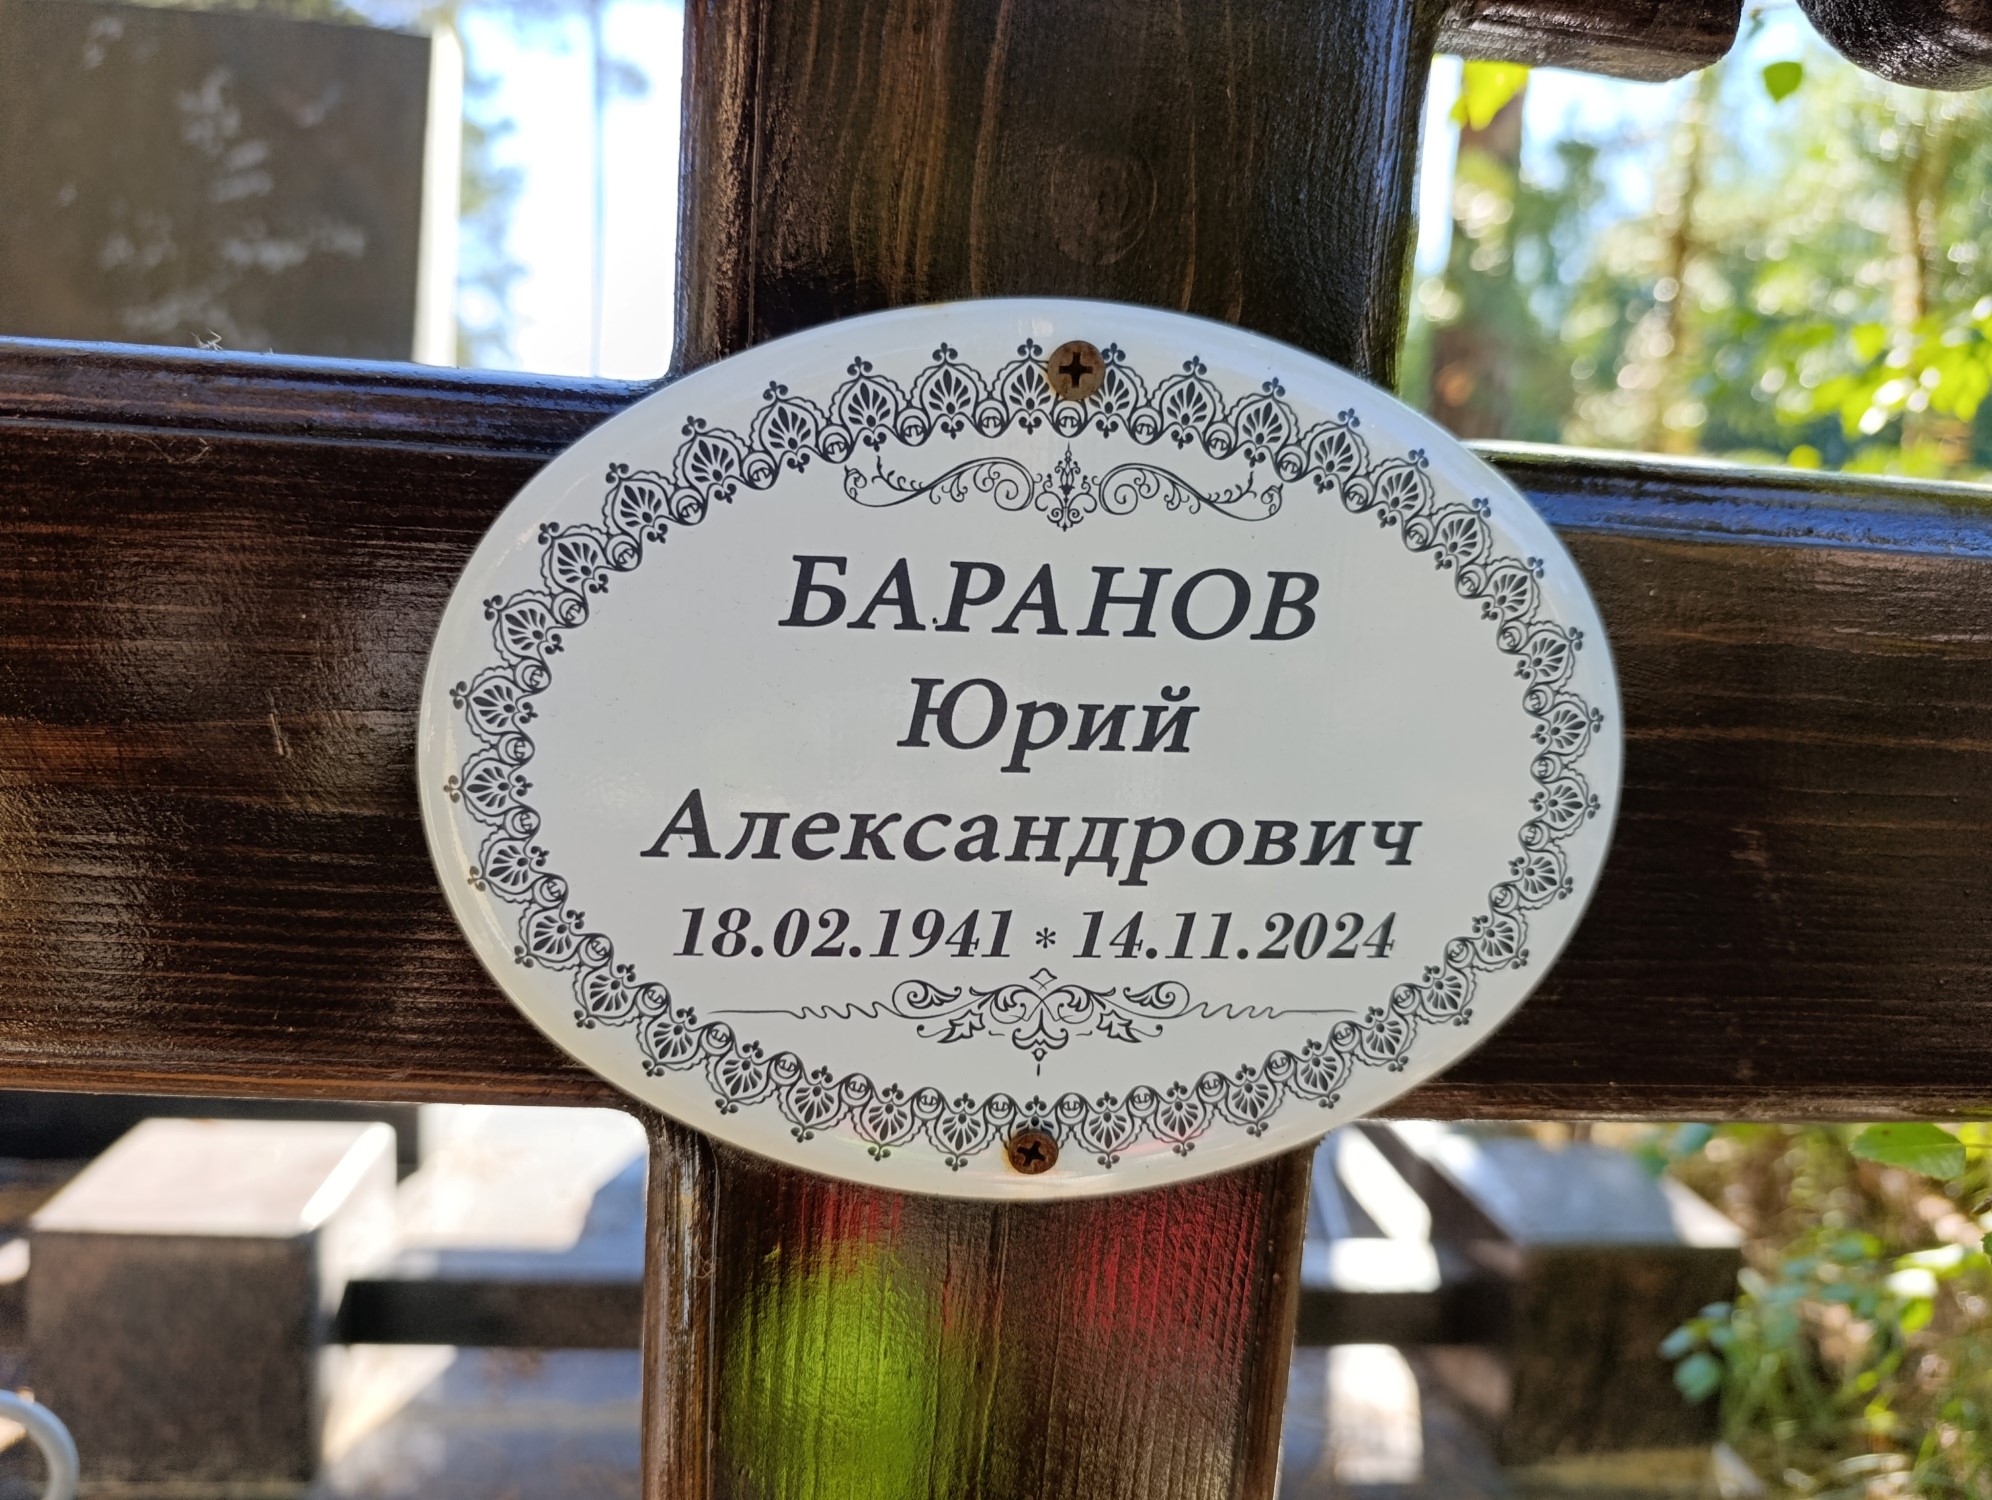 БАРАНОВ
Юрий
Александрович
18.02.1941 * 14.11.2024